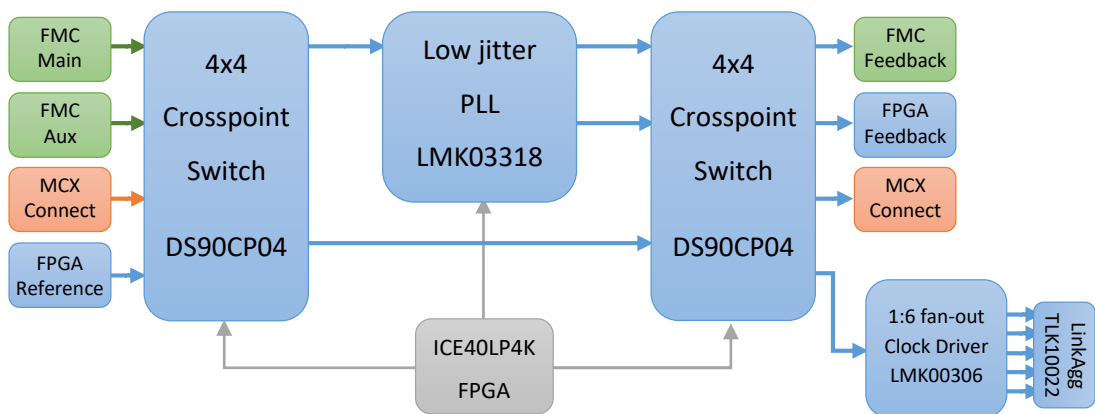 FMC
Main
FMC
Aux
MCX
Connect
FPGA
Reference
4x4
Crosspoint
Switch
DS90CP04
Low jitter
PLL
LMK03318
ICE40LP4K
FPGA
4x4
Crosspoint
Switch
DS90CP04
FMC
Feedback
FPGA
Feedback
MCX
Connect
1:6 fan-out
Clock Driver
LMK00306
LinkAgg
TLK10022